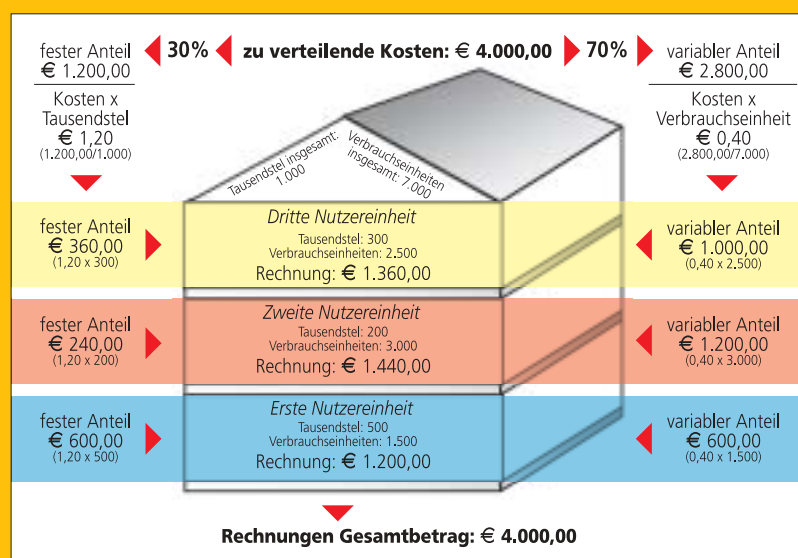 fester Anteil
€ 1.200,00
30%
zu verteilende Kosten: € 4.000,00
70%
variabler Anteil
€ 2.800,00
Kosten x
Tausendstel
€ 1,20
(1.200,00/1.000)
Kosten x
Verbrauchseinheit
€ 0,40
(2.800,00/7.000)
Tausendstel insgesamt:
1.000
Verbrauchseinheiten
insgesamt: 7.000
fester Anteil
€ 360,00
(1,20 x 300)
Dritte Nutzereinheit
Tausendstel: 300
Verbrauchseinheiten: 2.500
Rechnung: € 1.360,00
variabler Anteil
€ 1.000,00
(0,40 x 2.500)
fester Anteil
€ 240,00
(1,20 x 200)
Zweite Nutzereinheit
Tausendstel: 200
Verbrauchseinheiten: 3.000
Rechnung: € 1.440,00
variabler Anteil
€ 1.200,00
(0,40 x 3.000)
fester Anteil
€ 600,00
(1,20 x 500)
Erste Nutzereinheit
Tausendstel: 500
Verbrauchseinheiten: 1.500
Rechnung: € 1.200,00
variabler Anteil
€ 600,00
(0,40 x 1.500)
Rechnungen Gesamtbetrag: € 4.000,00